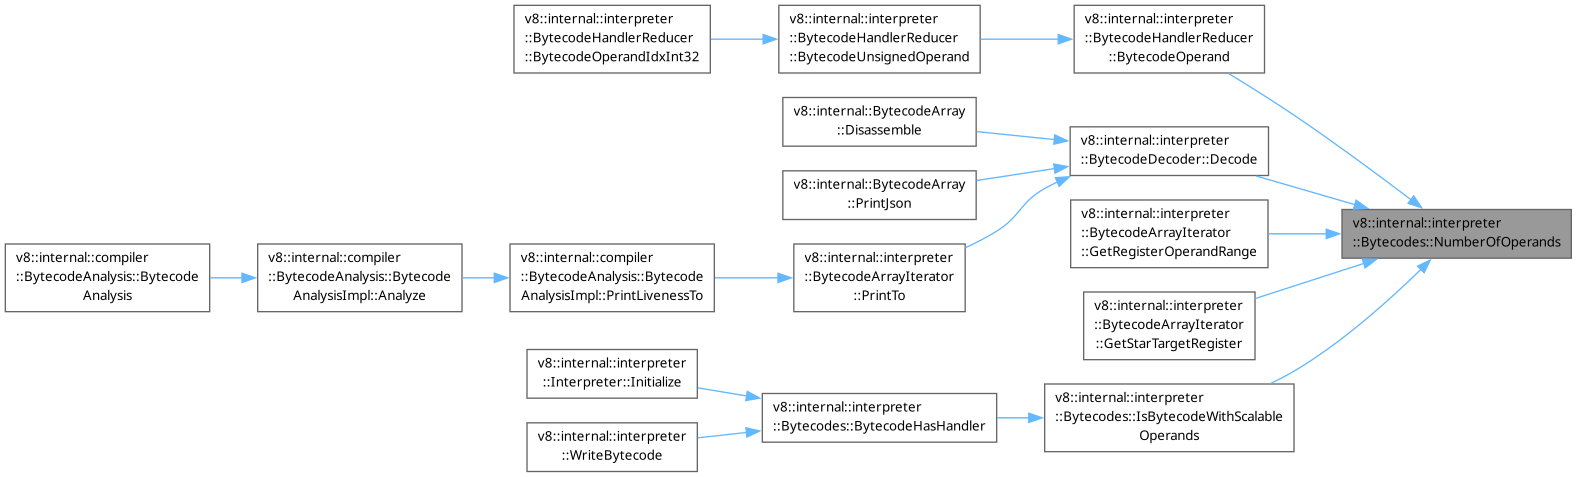 v8::internal::interpreter
::BytecodeHandlerReducer
::BytecodeOperandIdxInt32
v8::internal::interpreter
::BytecodeHandlerReducer
::BytecodeUnsignedOperand
v8::internal::interpreter
::BytecodeHandlerReducer
::BytecodeOperand
v8::internal::BytecodeArray
::Disassemble
v8::internal::interpreter
::BytecodeDecoder::Decode
v8::internal::BytecodeArray
::PrintJson
v8::internal::interpreter
::BytecodeArrayIterator
::GetRegisterOperandRange
v8::internal::interpreter
::Bytecodes::NumberOfOperands
v8::internal::compiler
::BytecodeAnalysis::Bytecode
Analysis
v8::internal::compiler
::BytecodeAnalysis::Bytecode
AnalysisImpl::Analyze
v8::internal::compiler
::BytecodeAnalysis::Bytecode
AnalysisImpl::PrintLivenessTo
v8::internal::interpreter
::BytecodeArrayIterator
::PrintTo
v8::internal::interpreter
::BytecodeArrayIterator
::GetStarTargetRegister
v8::internal::interpreter
::Interpreter::Initialize
v8::internal::interpreter
::Bytecodes::BytecodeHasHandler
v8::internal::interpreter
::Bytecodes::IsBytecodeWithScalable
Operands
v8::internal::interpreter
::WriteBytecode